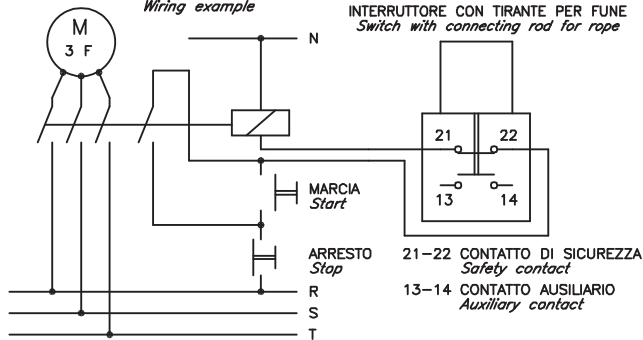 Wiring example
INTERRUTTORE CON TIRANTE PER FUNE
Switch with connecting rod for rope
M
3 F
N
21 22
13 14
MARCIA
Start
ARRESTO
Stop
21-22 CONTATTO DI SICUREZZA
Safety contact
13-14 CONTATTO AUSILIARIO
Auxiliary contact
R
S
T